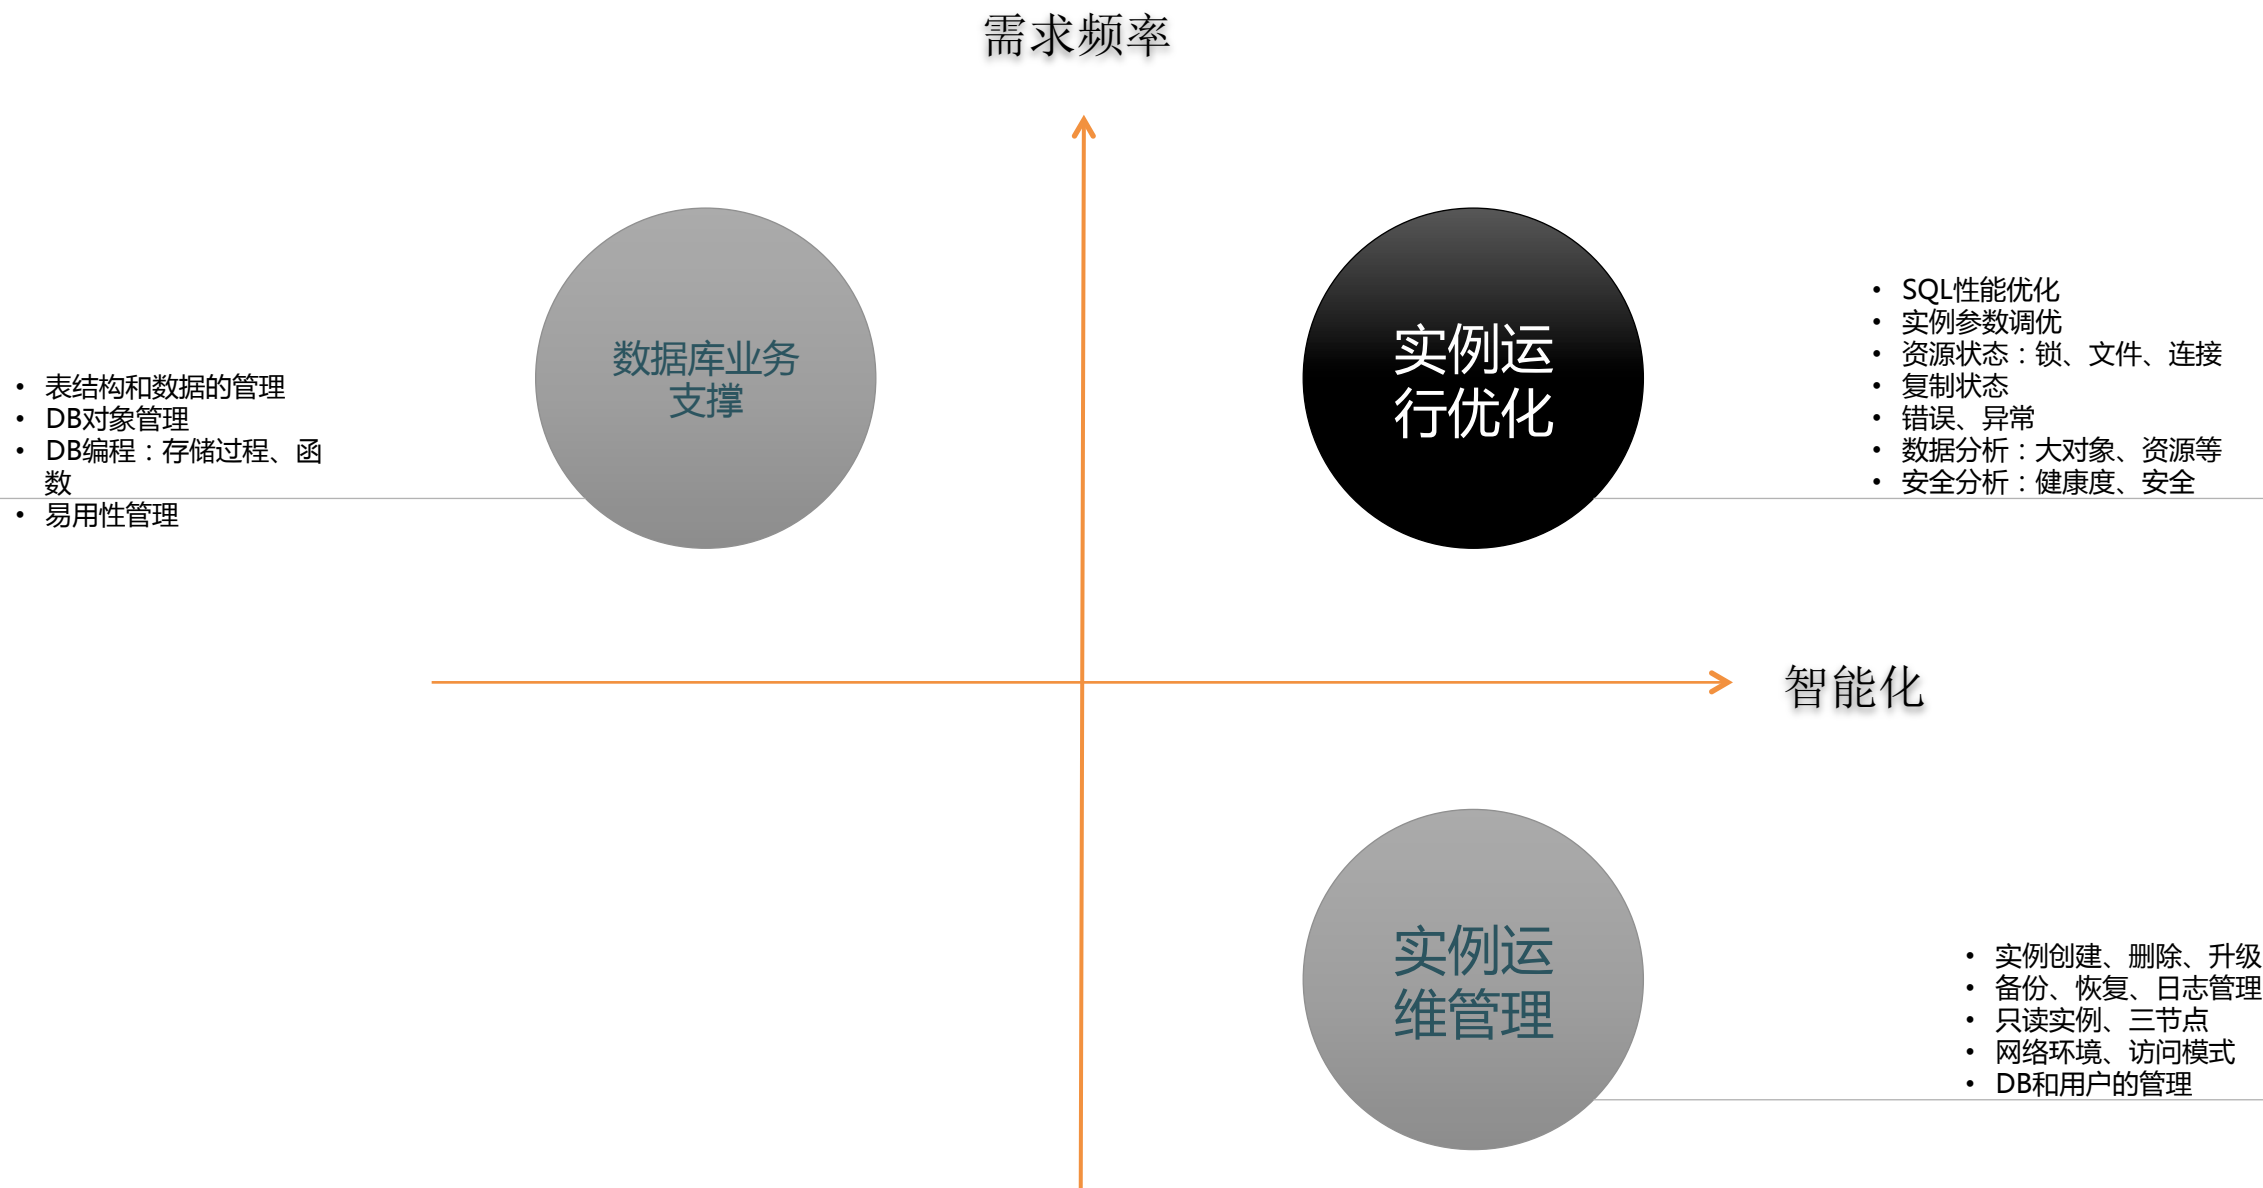 需求频率
数据库业务
支撑
• 表结构和数据的管理
• DB对象管理
• DB编程：存储过程、函
数
• 易用性管理
实例运
行优化
• SQL性能优化
• 实例参数调优
• 资源状态：锁、文件、连接
• 复制状态
• 错误、异常
• 数据分析：大对象、资源等
• 安全分析：健康度、安全
智能化
实例运
维管理
• 实例创建、删除、升级
• 备份、恢复、日志管理
• 只读实例、三节点
• 网络环境、访问模式
• DB和用户的管理